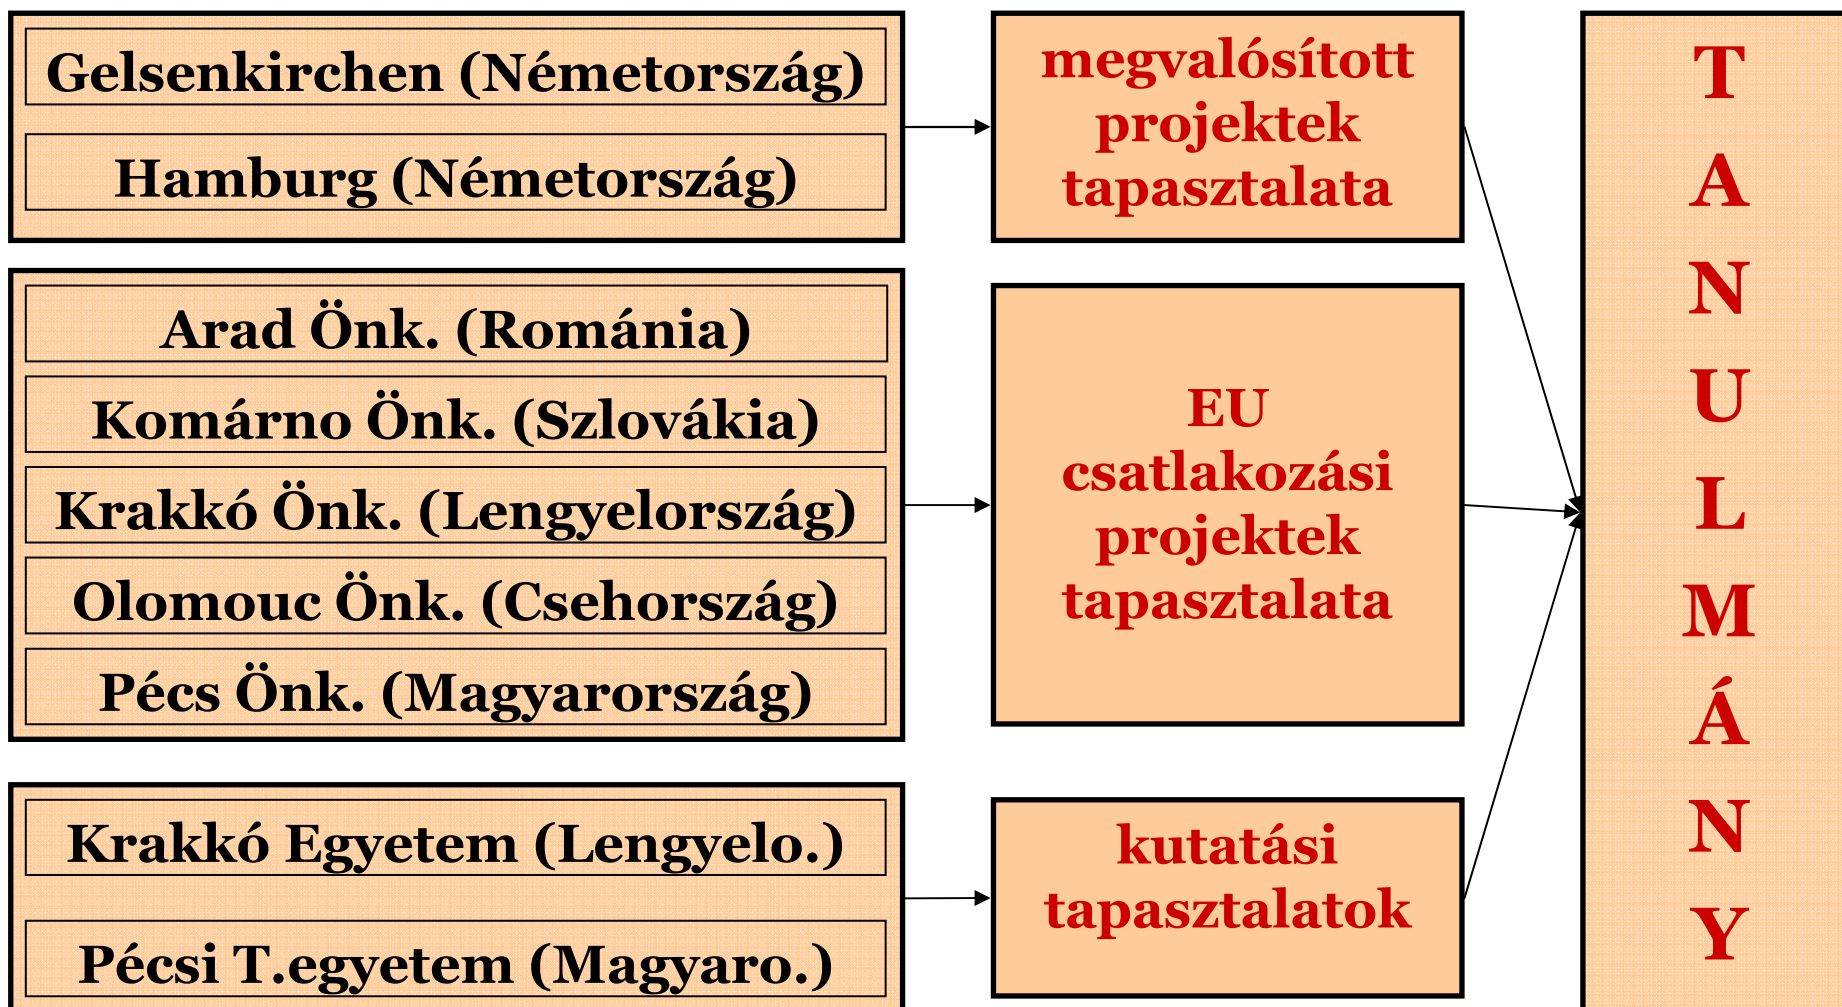 Gelsenkirchen (Németország)
Hamburg (Németország)
megvalósított
projektek
tapasztalata
Arad Önk. (Románia)
Komárno Önk. (Szlovákia)
Krakkó Önk. (Lengyelország)
Olomouc Önk. (Csehország)
Pécs Önk. (Magyarország)
EU
csatlakozási
projektek
tapasztalata
Krakkó Egyetem (Lengyelo.)
Pécsi T.egyetem (Magyaro.)
kutatási
tapasztalatok
T
A
N
U
L
M
Á
N
Y